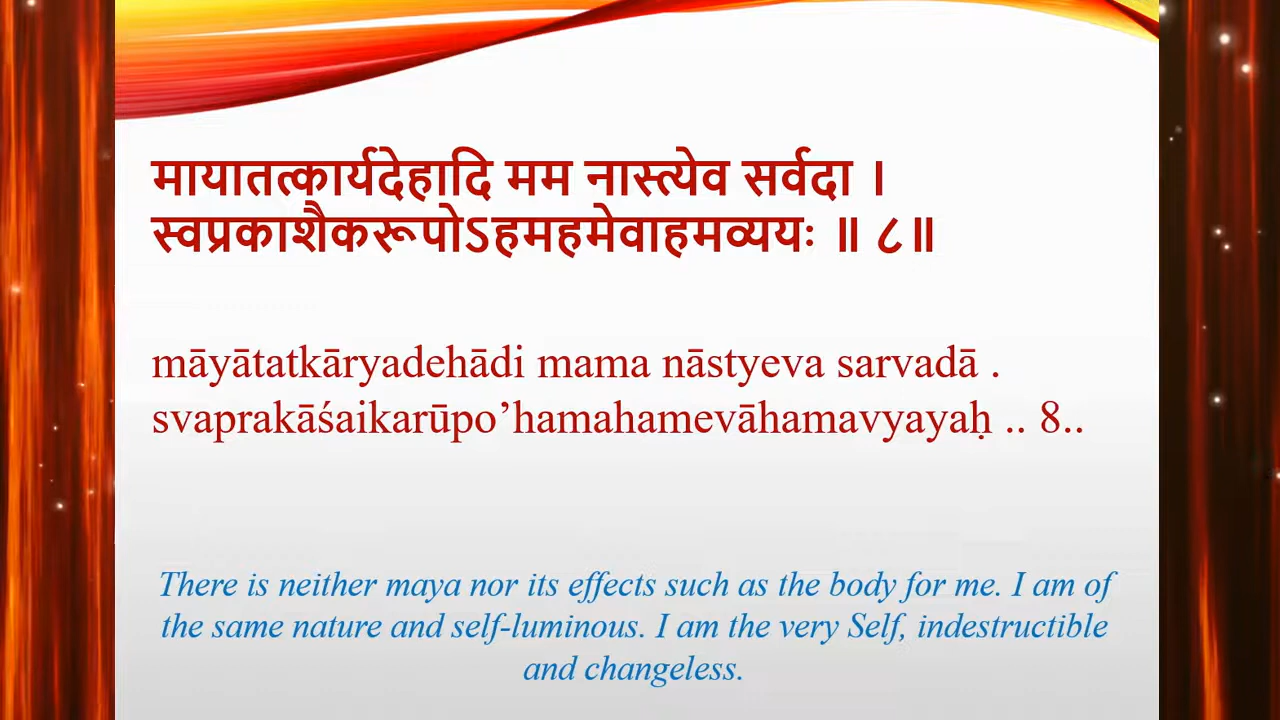 मायातत्कार्यदेहादि मम नास्त्येव सर्वदा ।
स्वप्रकाशैकरूपोऽहमहमेवाहमव्ययः ॥ ८॥
māyātatkāryadehādi mama nāstyeva sarvadā .
svaprakāśaikarūpo’hamahamevāhamavyayaḥ .. 8..
There is neither maya nor its effects such as the body for me. I am of
the same nature and self-luminous. I am the very Self, indestructible
and changeless.